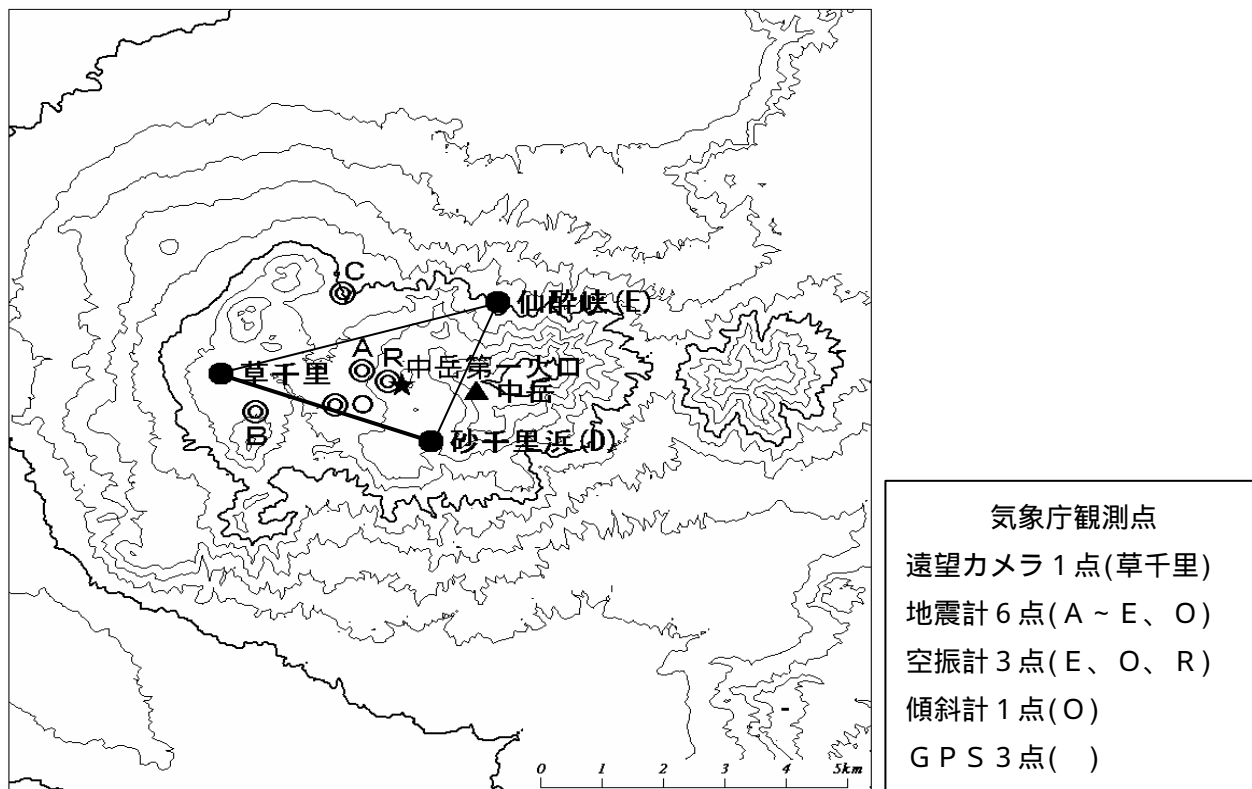 C
仙酔峡(E)
A
R
中岳第一火口
草千里
中岳
O
B
砂千里浜(D)
0 1 2 3 4 5km
気象庁観測点
遠望カメラ1点(草千里)
地震計6点(A~E、O)
空振計3点(E、O、R)
傾斜計1点(O)
GPS3点( )